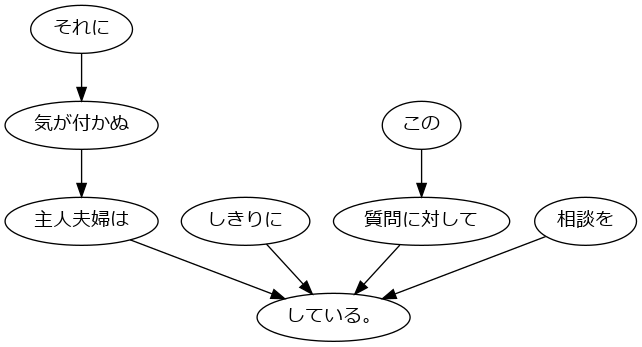 それに
気が付かぬ
この
主人夫婦は
しきりに
質問に対して
相談を
している。